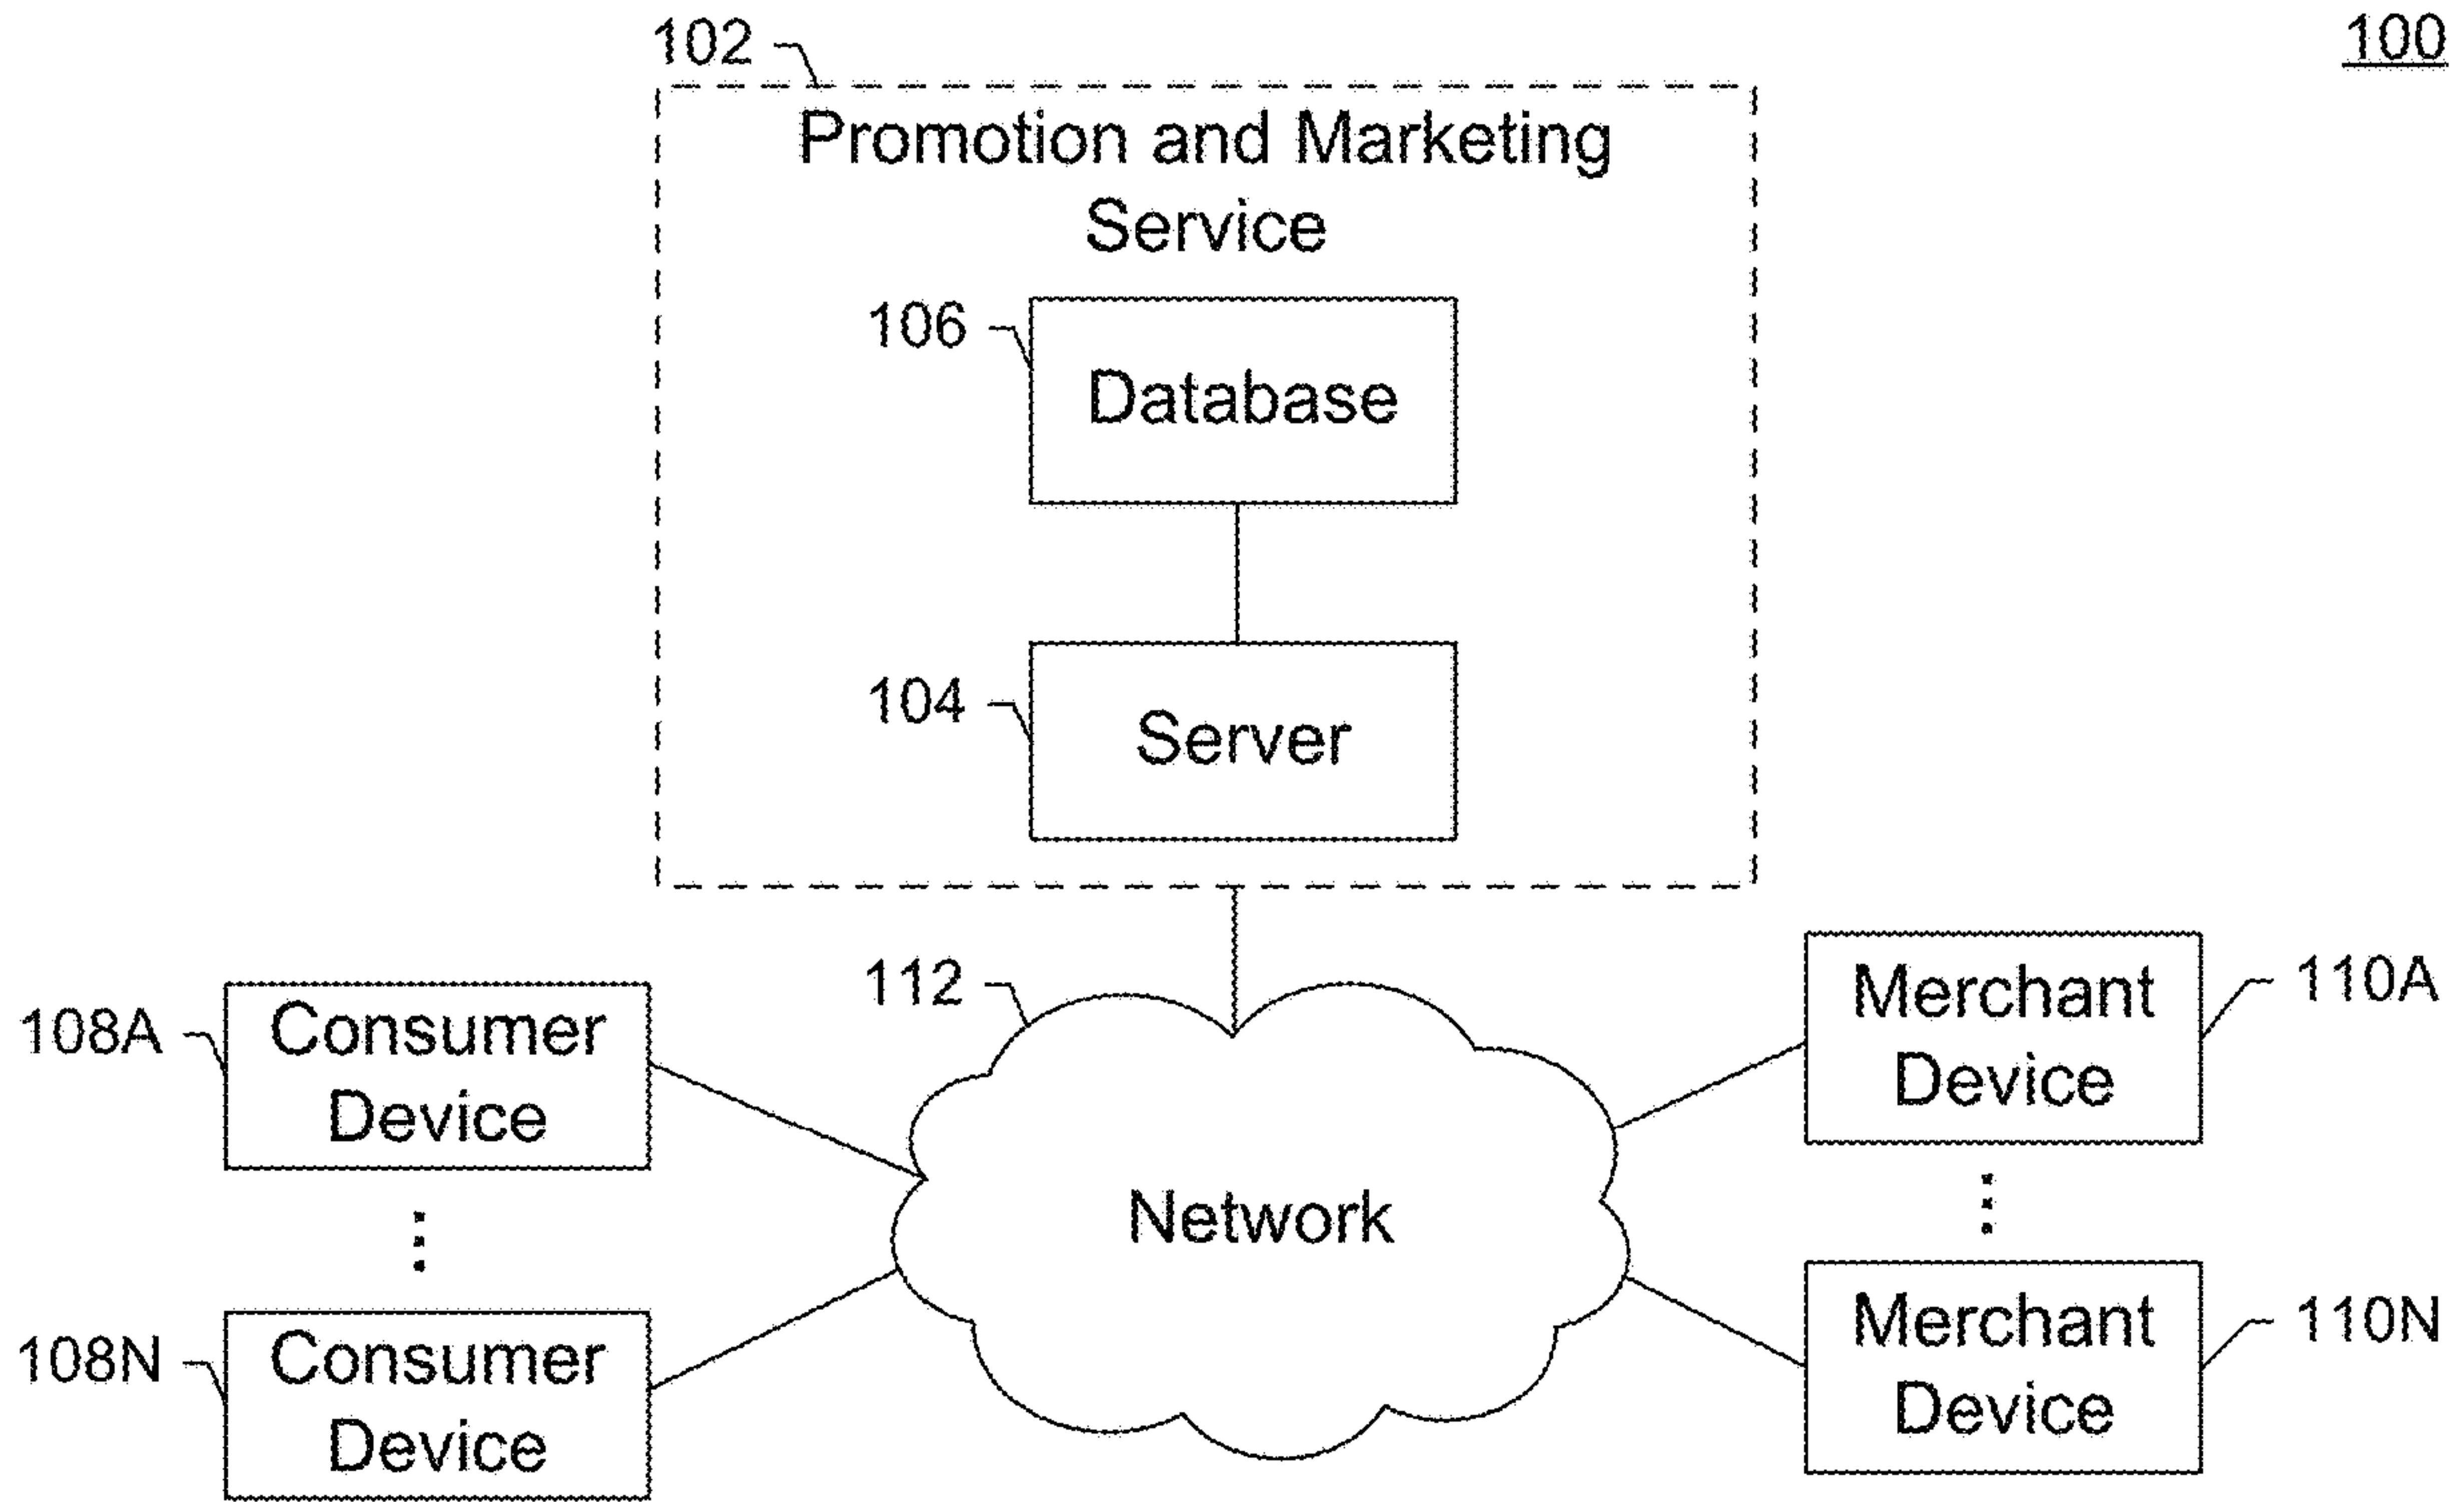 100
102
Promotion and Marketing
Service
106
Database
104
Server
112
108A
Consumer
Device
108N
Consumer
Device
Network
Merchant
Device
110A
Merchant
Device
110N